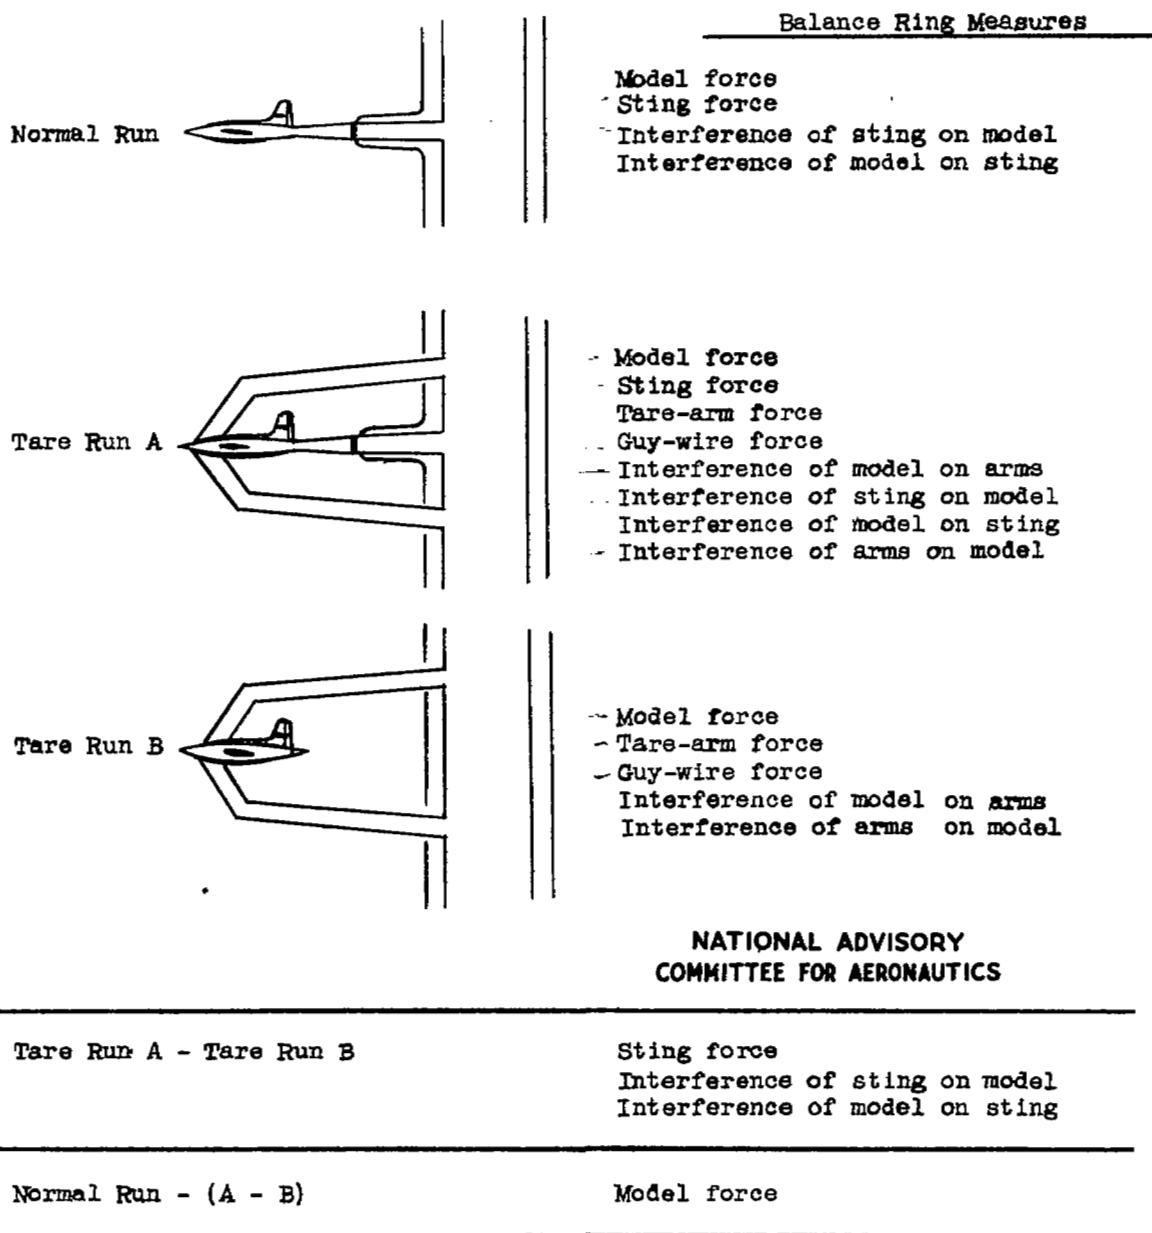 Balance Ring Measures
Normal Run
Model force
Sting force
Interference of sting on model
Interference of model on sting
Tare Run A
Model force
Sting force
Tare-arm force
Guy-wire force
Interference of model on arms
Interference of sting on model
Interference of model on sting
Interference of arms on model
Tare Run B
Model force
Tare-arm force
Guy-wire force
Interference of model on arms
Interference of arms on model
NATIONAL ADVISORY
COMMITTEE FOR AERONAUTICS
Tare Run A - Tare Run B
Sting force
Interference of sting on model
Interference of model on sting
Normal Run - (A - B)
Model force